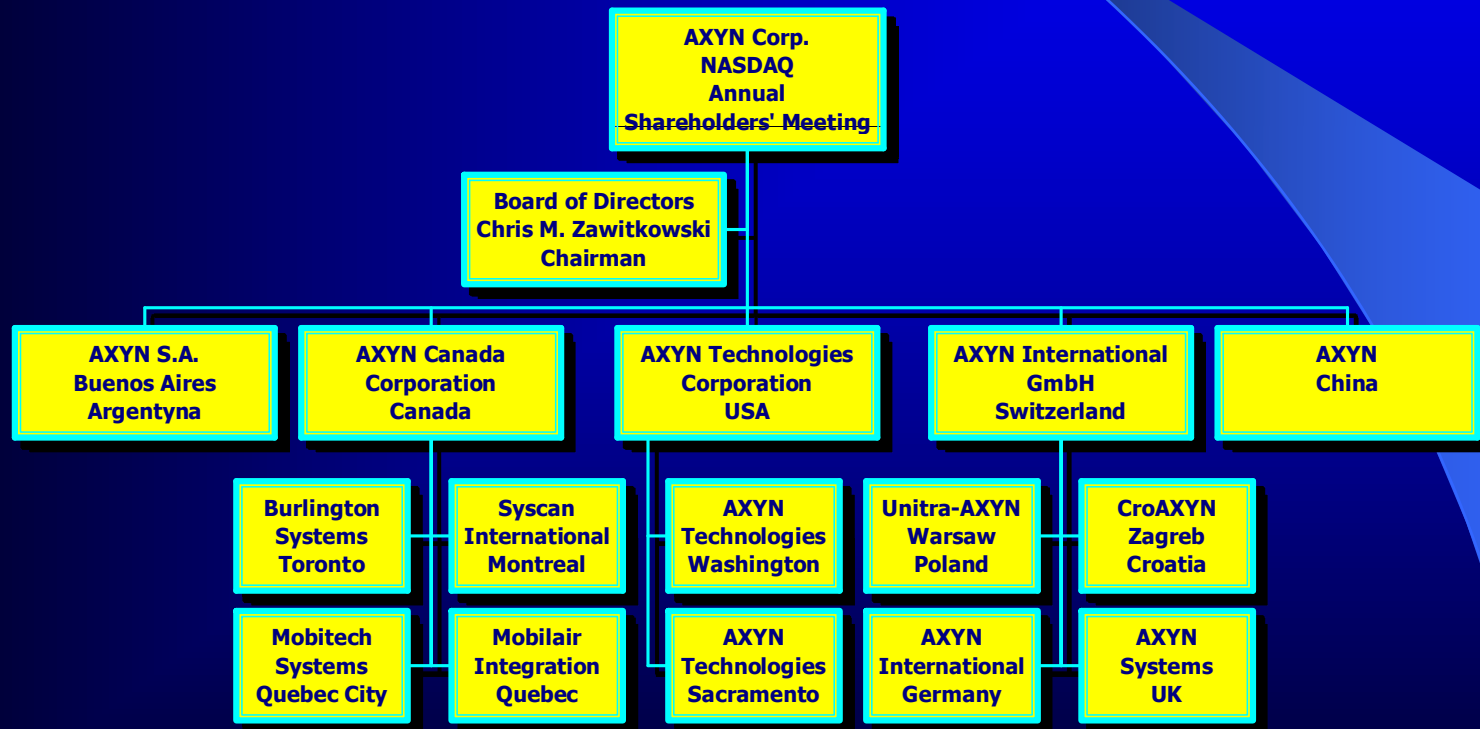 AXYN Corp.
NASDAQ
Annual
Shareholders' Meeting
Board of Directors
Chris M. Zawitkowski
Chairman
AXYN S.A.
Buenos Aires
Argentyna
AXYN Canada
Corporation
Canada
AXYN Technologies
Corporation
USA
AXYN International
GmbH
Switzerland
AXYN
China
Burlington
Systems
Toronto
Syscan
International
Montreal
AXYN
Technologies
Washington
Unitra-AXYN
Warsaw
Poland
CroAXYN
Zagreb
Croatia
Mobitech
Systems
Quebec City
Mobilair
Integration
Quebec
AXYN
Technologies
Sacramento
AXYN
International
Germany
AXYN
Systems
UK